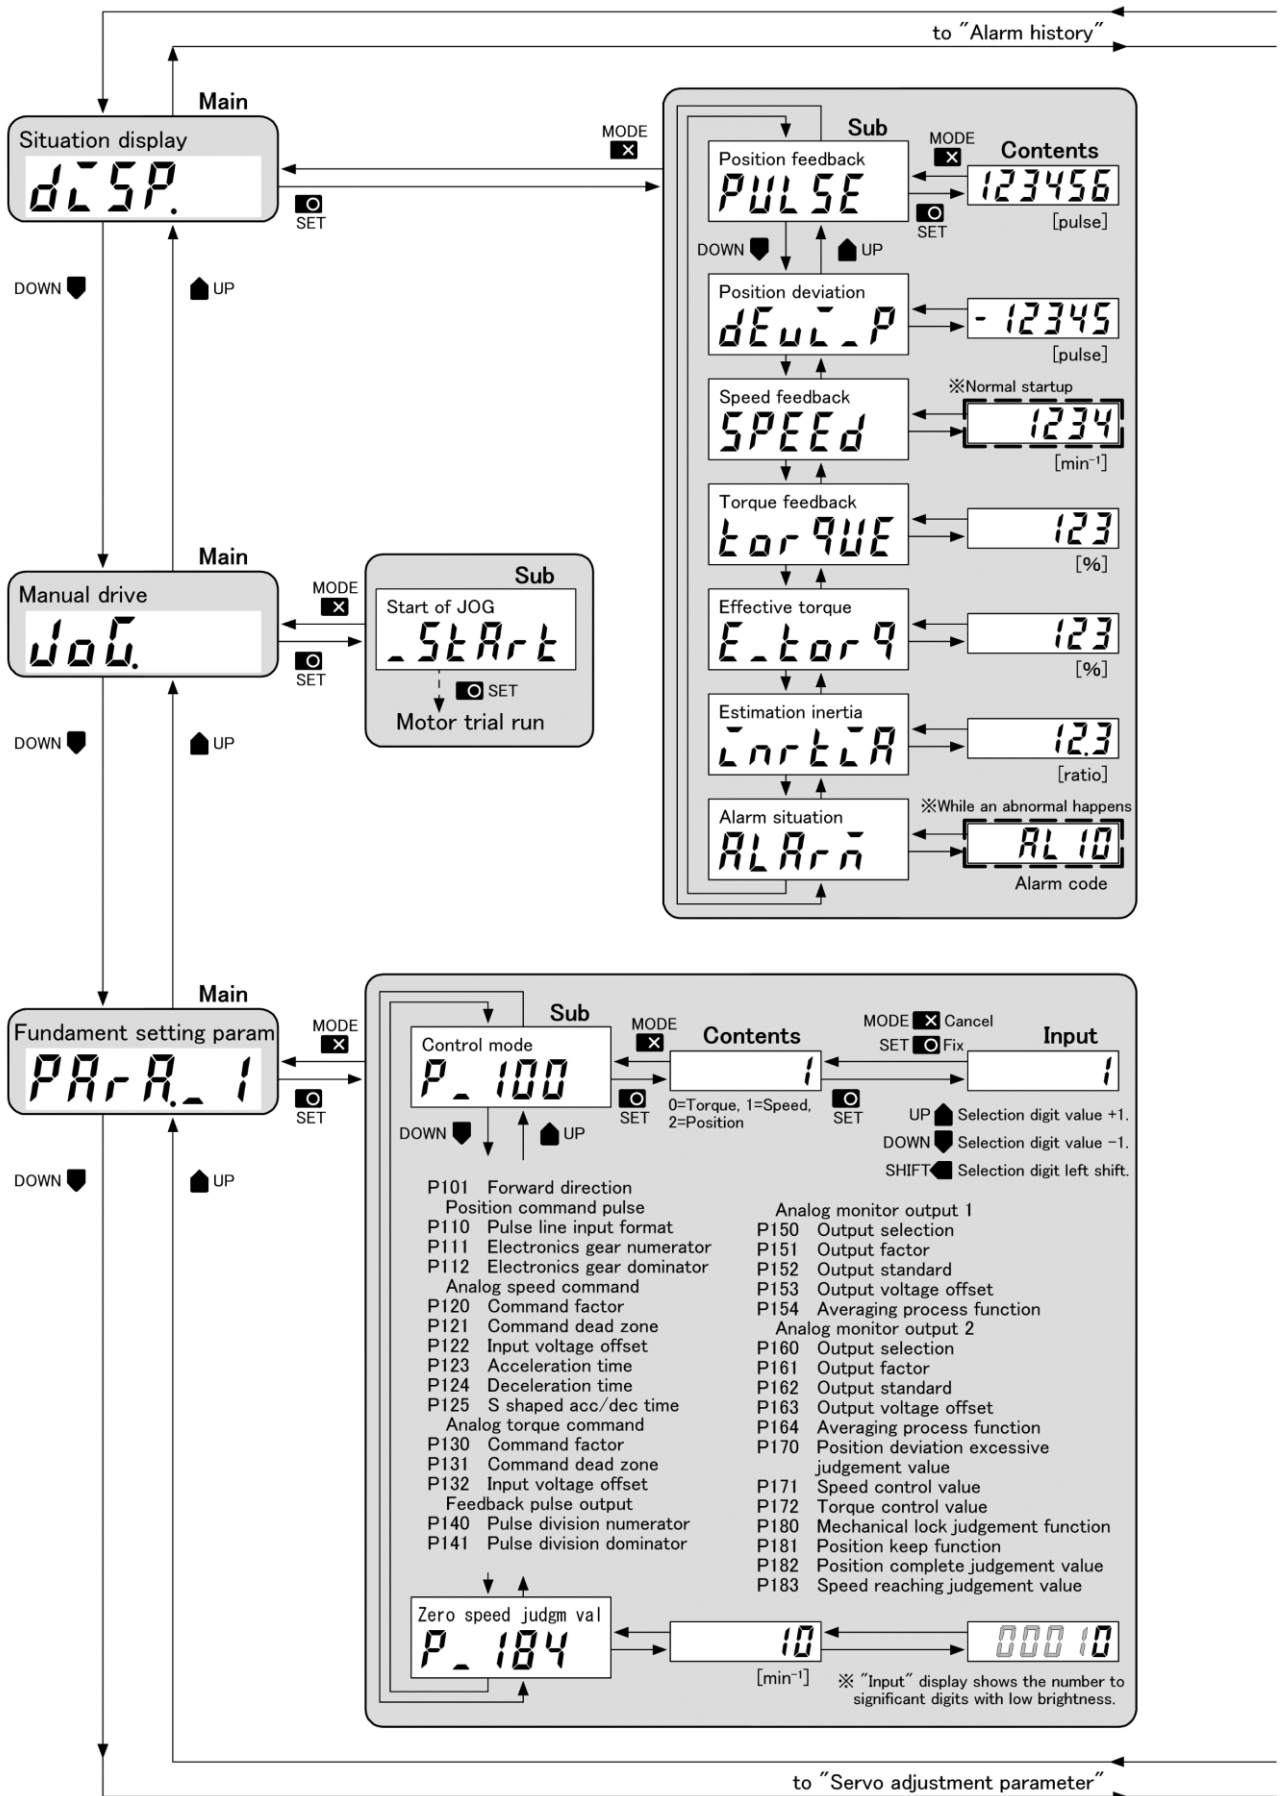 to "Alarm history"
Main
Situation display
diSP.
MODE
SET
DOWN
UP
Sub
Contents
Position feedback
PULSE
MODE
SET
123456
[pulse]
DOWN
UP
Position deviation
dEvi_P
-12345
[pulse]
Speed feedback
SPEEd
※Normal startup
1234
[min⁻¹]
Torque feedback
torqUE
123
[%]
Effective torque
E_torq
123
[%]
Estimation inertia
inrtiA
12.3
[ratio]
Alarm situation
ALArm
※While an abnormal happens
AL 10
Alarm code
Main
Manual drive
JoG.
MODE
SET
Sub
Start of JOG
_StArt
SET
Motor trial run
DOWN
UP
Main
Fundament setting param
PArA._1
MODE
SET
DOWN
UP
Sub
Control mode
P_ 100
MODE
SET
Contents
1
0=Torque, 1=Speed,
2=Position
MODE Cancel
SET Fix
SET
Input
1
DOWN
UP
UP Selection digit value +1.
DOWN Selection digit value -1.
SHIFT Selection digit left shift.
P101 Forward direction
Position command pulse
P110 Pulse line input format
P111 Electronics gear numerator
P112 Electronics gear dominator
Analog speed command
P120 Command factor
P121 Command dead zone
P122 Input voltage offset
P123 Acceleration time
P124 Deceleration time
P125 S shaped acc/dec time
Analog torque command
P130 Command factor
P131 Command dead zone
P132 Input voltage offset
Feedback pulse output
P140 Pulse division numerator
P141 Pulse division dominator
Analog monitor output 1
P150 Output selection
P151 Output factor
P152 Output standard
P153 Output voltage offset
P154 Averaging process function
Analog monitor output 2
P160 Output selection
P161 Output factor
P162 Output standard
P163 Output voltage offset
P164 Averaging process function
P170 Position deviation excessive
judgement value
P171 Speed control value
P172 Torque control value
P180 Mechanical lock judgement function
P181 Position keep function
P182 Position complete judgement value
P183 Speed reaching judgement value
Zero speed judgm val
P_ 184
10
[min⁻¹]
00010
※ "Input" display shows the number to
significant digits with low brightness.
to "Servo adjustment parameter"